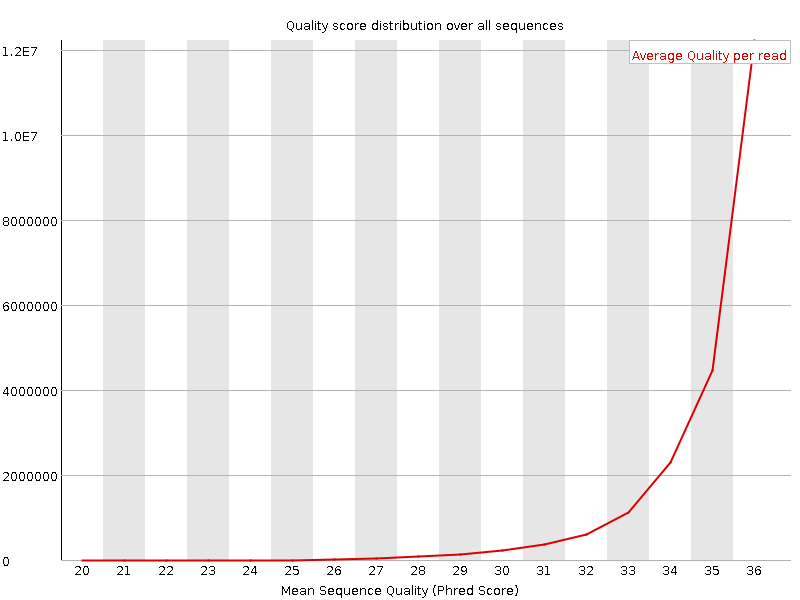 Quality score distribution over all sequences
Average Quality per read
1.2E7
1.0E7
8000000
6000000
4000000
2000000
0
20 21 22 23 24 25 26 27 28 29 30 31 32 33 34 35 36
Mean Sequence Quality (Phred Score)